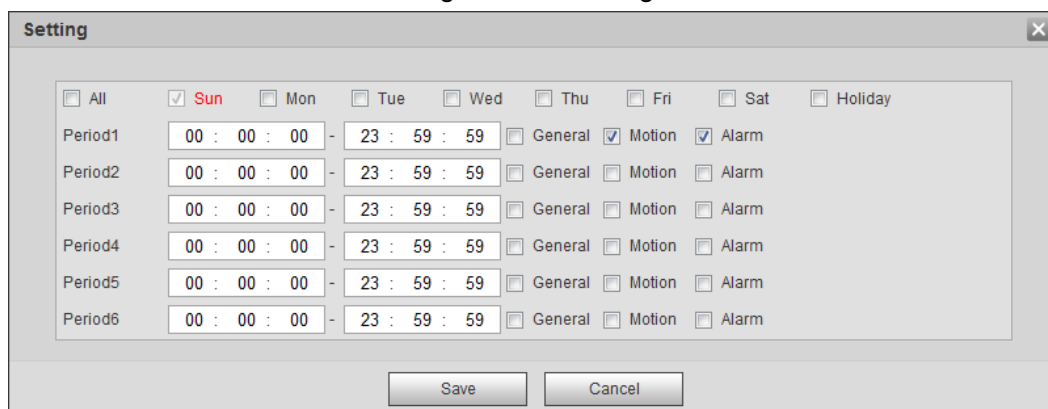 Setting
All Sun Mon Tue Wed Thu Fri Sat Holiday
Period1 00 : 00 : 00 - 23 : 59 : 59 General Motion Alarm
Period2 00 : 00 : 00 - 23 : 59 : 59 General Motion Alarm
Period3 00 : 00 : 00 - 23 : 59 : 59 General Motion Alarm
Period4 00 : 00 : 00 - 23 : 59 : 59 General Motion Alarm
Period5 00 : 00 : 00 - 23 : 59 : 59 General Motion Alarm
Period6 00 : 00 : 00 - 23 : 59 : 59 General Motion Alarm
Save Cancel